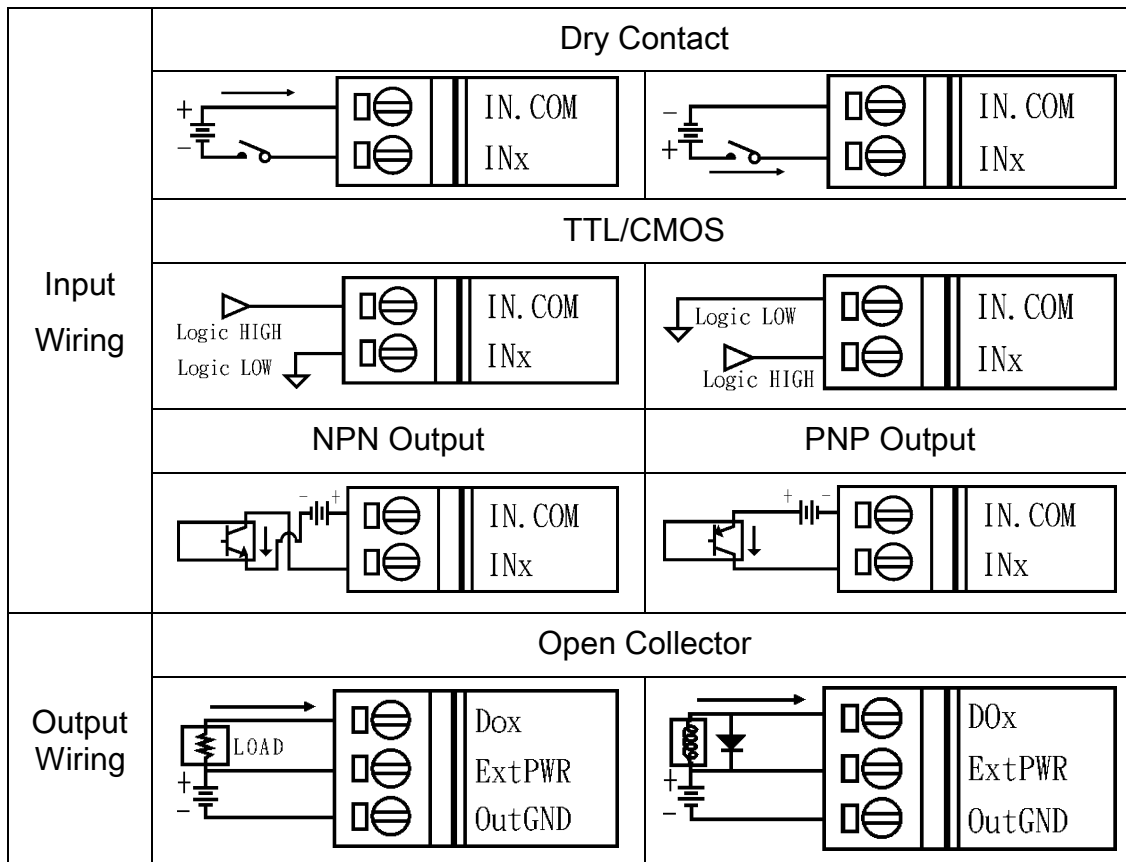 Dry Contact
+
-
IN. COM
INx
-
+
IN. COM
INx
TTL/CMOS
Input
Wiring
Logic HIGH
Logic LOW
IN. COM
INx
Logic LOW
Logic HIGH
IN. COM
INx
NPN Output
PNP Output
- +
IN. COM
INx
+ -
IN. COM
INx
Open Collector
Output
Wiring
LOAD
+
-
Dox
ExtPWR
OutGND
+
-
DOx
ExtPWR
OutGND